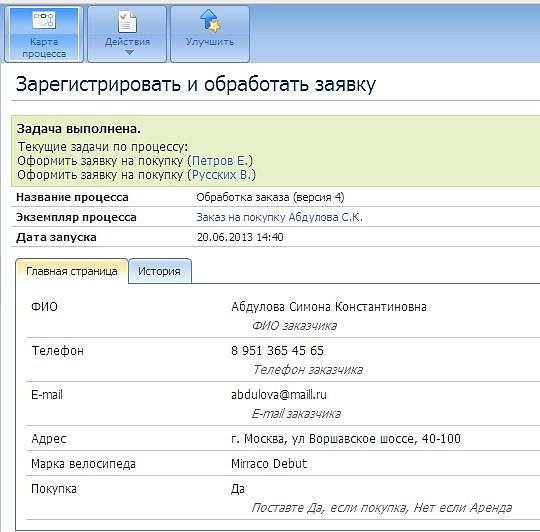 Карта процесса
Действия
Улучшить
Зарегистрировать и обработать заявку
Задача выполнена.
Текущие задачи по процессу:
Оформить заявку на покупку (Петров Е.)
Оформить заявку на покупку (Русских В.)
Название процесса Обработка заказа (версия 4)
Экземпляр процесса Заказ на покупку Абдулова С.К.
Дата запуска 20.06.2013 14:40
Главная страница История
ФИО Абдулова Симона Константиновна
ФИО заказчика
Телефон 8 951 365 45 65
Телефон заказчика
E-mail abdulova@maill.ru
E-mail заказчика
Адрес г. Москва, ул Воршавское шоссе, 40-100
Марка велосипеда Mirraco Debut
Покупка Да
Поставте Да, если покупка, Нет если Аренда